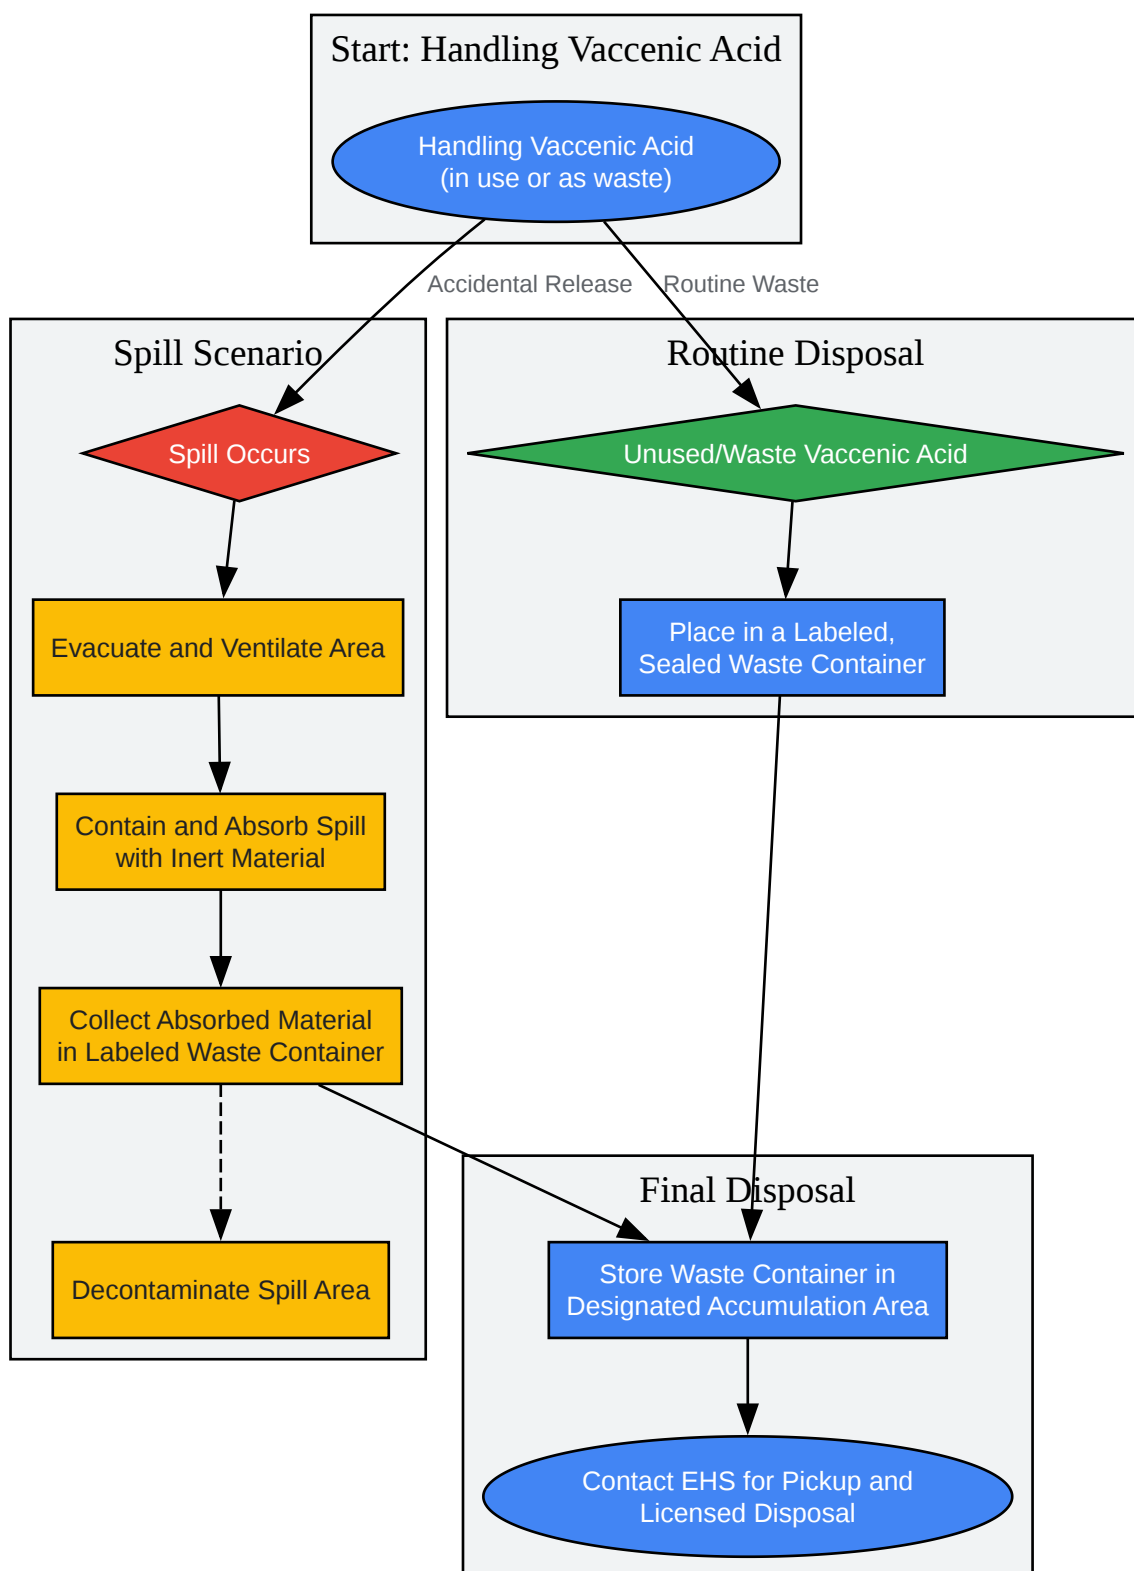 Start: Handling Vaccenic Acid
Handling Vaccenic Acid
(in use or as waste)
Accidental Release
Routine Waste
Spill Scenario
Spill Occurs
Evacuate and Ventilate Area
Contain and Absorb Spill
with Inert Material
Collect Absorbed Material
in Labeled Waste Container
Decontaminate Spill Area
Routine Disposal
Unused/Waste Vaccenic Acid
Place in a Labeled,
Sealed Waste Container
Final Disposal
Store Waste Container in
Designated Accumulation Area
Contact EHS for Pickup and
Licensed Disposal